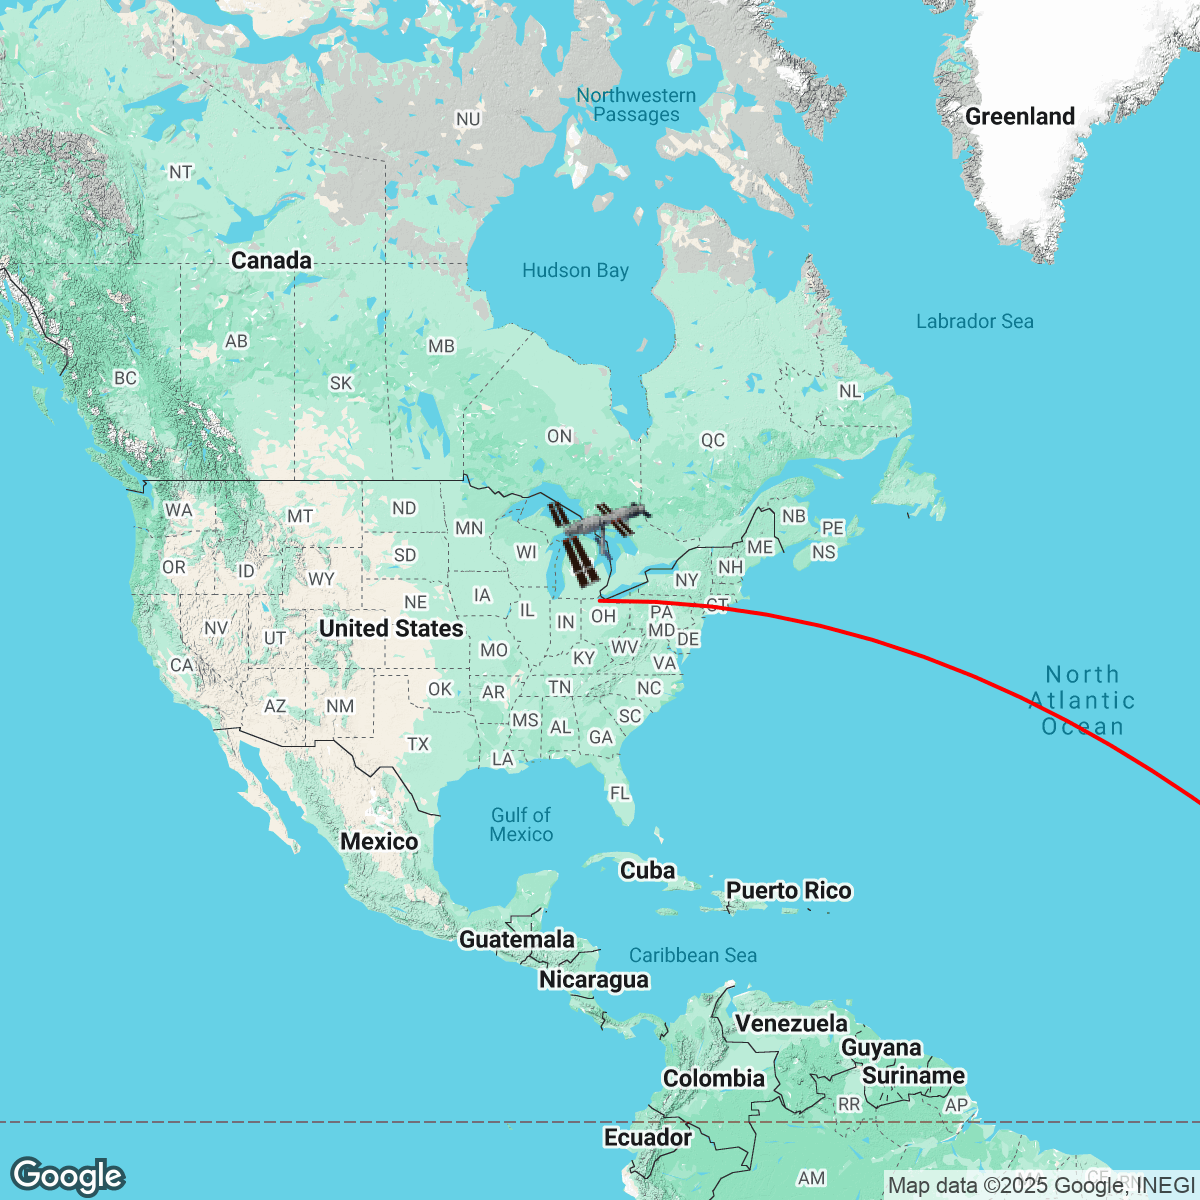 Northwestern
Passages
Greenland
NU
NT
Canada
Hudson Bay
Labrador Sea
AB
MB
BC
SK
NL
ON
QC
WA
MT
ND
MN
NB
PE
OR
ID
WY
SD
WI
ME
NS
NH
NY
NE
IA
IL
IN
OH
PA
CT
NV
UT
United States
MO
KY
WV
MD
DE
CA
VA
AZ
NM
OK
AR
TN
NC
MS
AL
GA
SC
North
Atlantic
Ocean
TX
LA
FL
Gulf of
Mexico
Mexico
Cuba
Puerto Rico
Guatemala
Caribbean Sea
Nicaragua
Venezuela
Guyana
Colombia
Suriname
RR
AP
Ecuador
AM
MA
CE
RN
Google
Map data ©2025 Google, INEGI